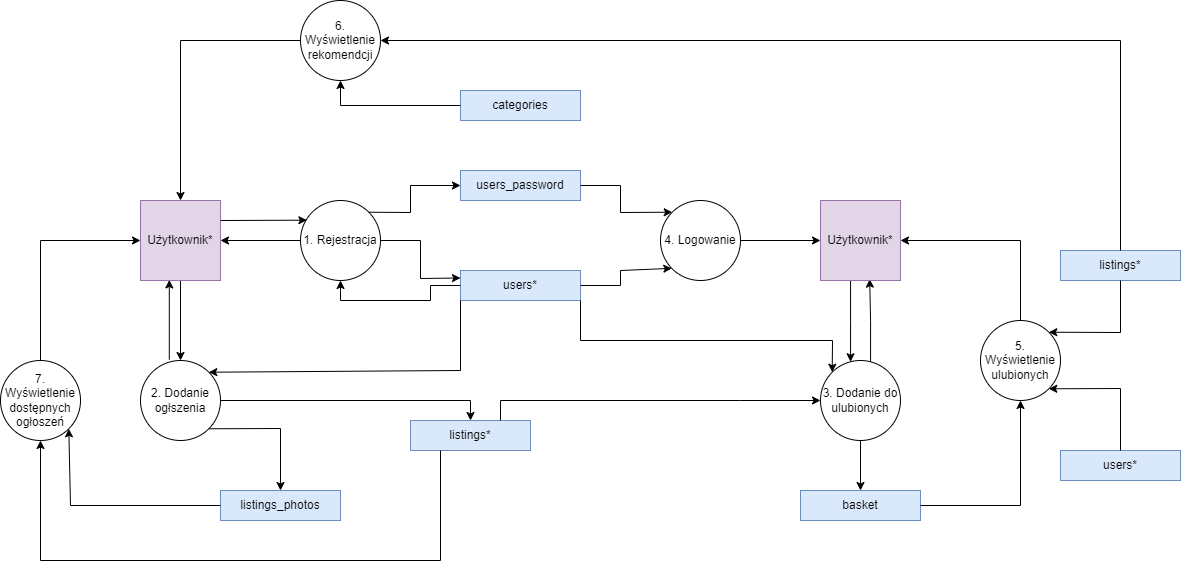 6.
Wyświetlenie
rekomendcji
categories
users_password
Użytkownik*
1. Rejestracja
4. Logowanie
Użytkownik*
listings*
users*
5.
Wyświetlenie
ulubionych
7.
Wyświetlenie
dostępnych
ogłoszeń
2. Dodanie
ogłszenia
3. Dodanie do
ulubionych
listings*
users*
listings_photos
basket